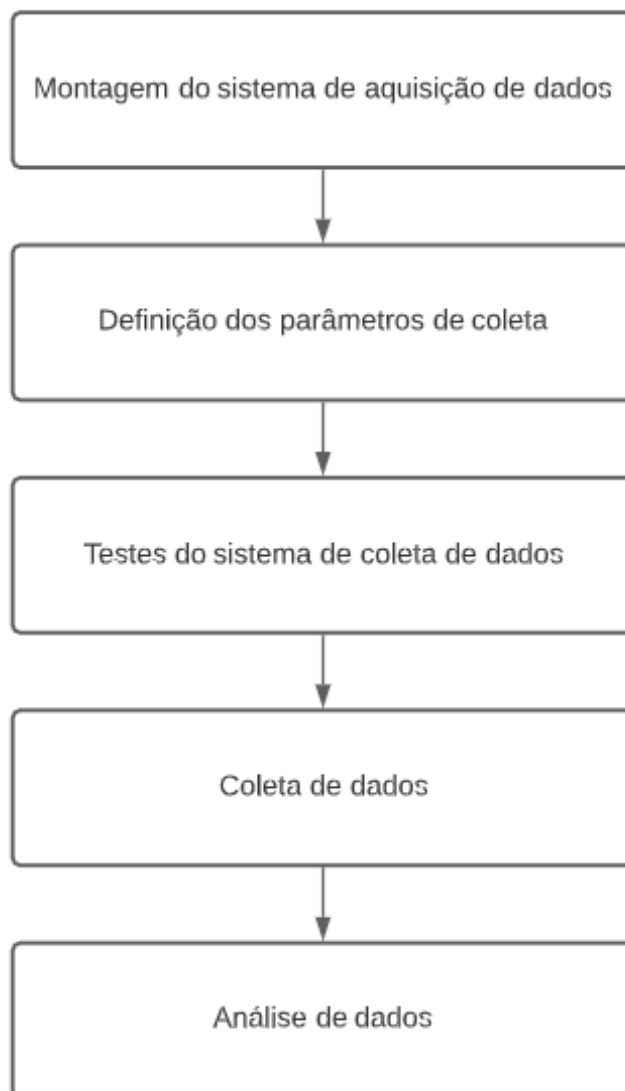 Montagem do sistema de aquisição de dados
Definição dos parâmetros de coleta
Testes do sistema de coleta de dados
Coleta de dados
Análise de dados